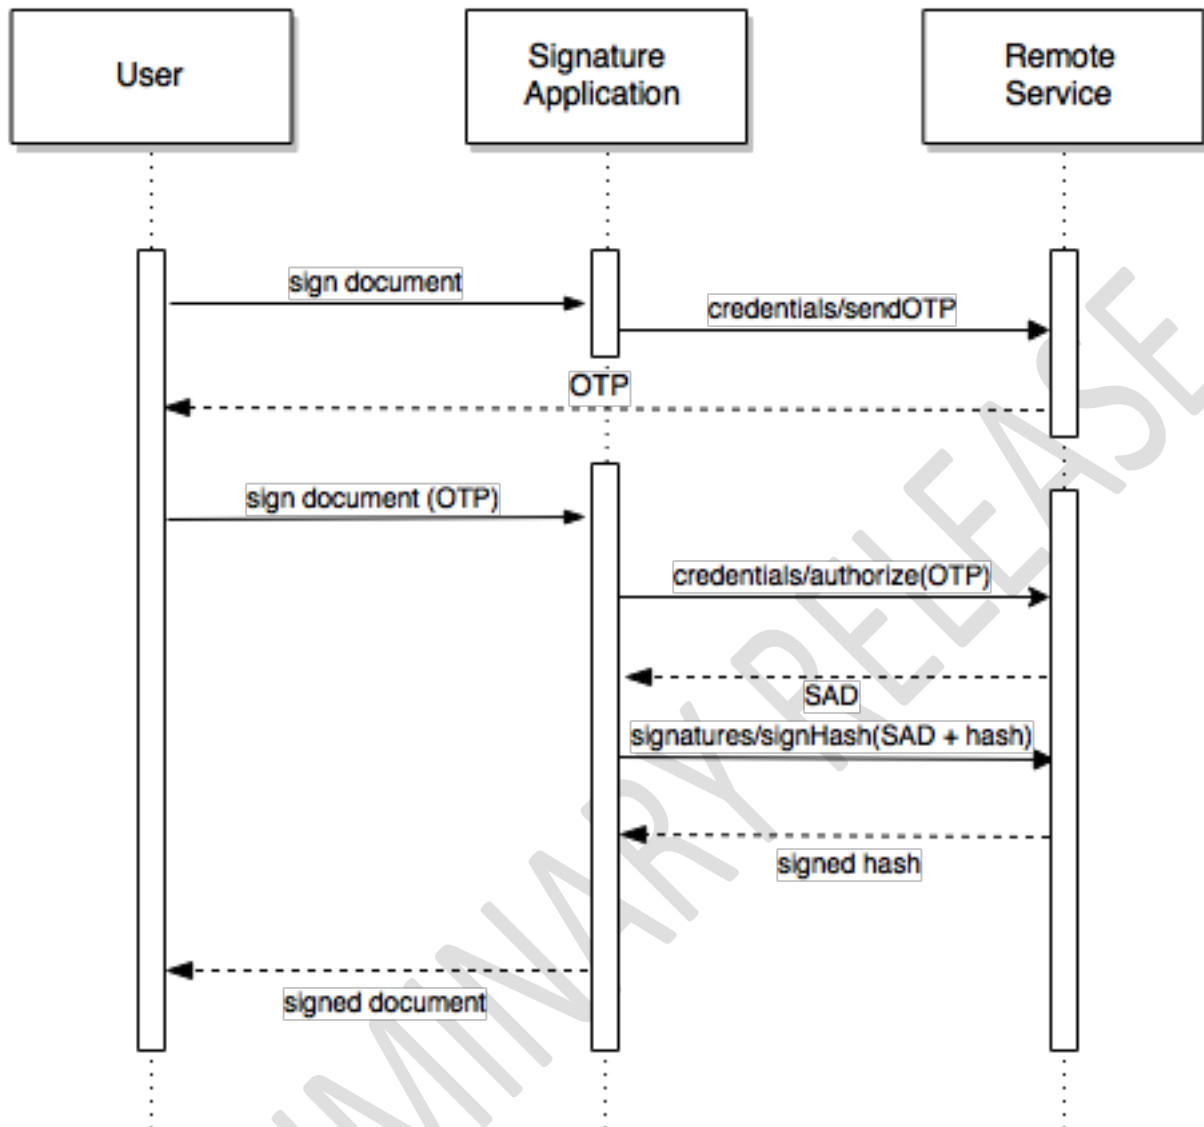 User
Signature
Application
Remote
Service
sign document
credentials/sendOTP
OTP
sign document (OTP)
credentials/authorize(OTP)
SAD
signatures/signHash(SAD + hash)
signed hash
signed document
MINARY RELEASE